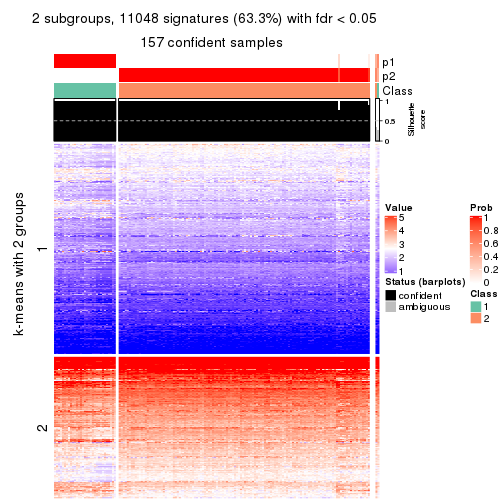 2 subgroups, 11048 signatures (63.3%) with fdr < 0.05
157 confident samples
p1
p2
Class
1
0.5
0
Silhouette
score
k-means with 2 groups
1
2
Value
5
4
3
2
1
Prob
1
0.8
0.6
0.4
0.2
0
Status (barplots)
confident
ambiguous
Class
1
2